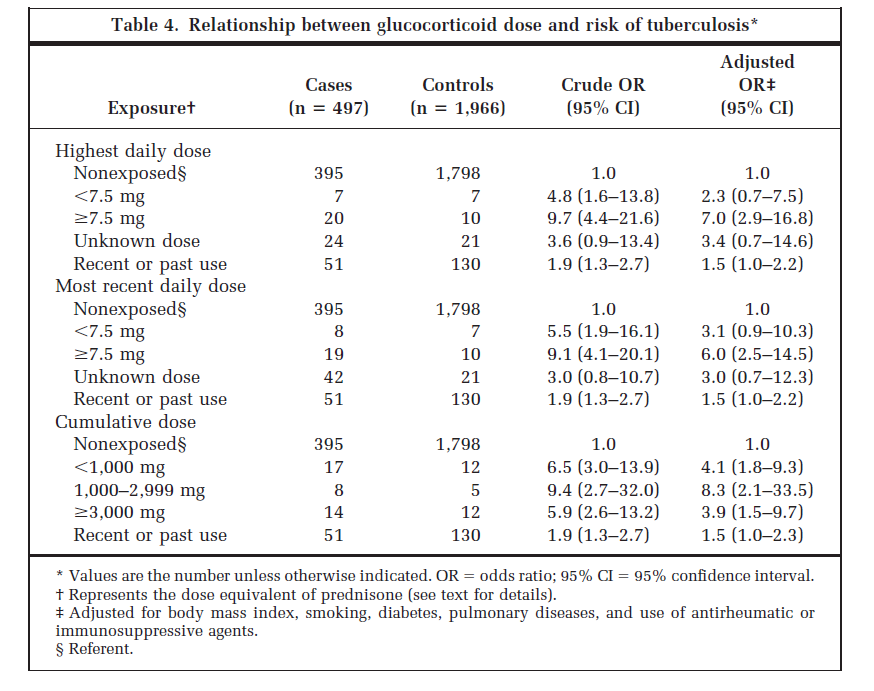 Table 4. Relationship between glucocorticoid dose and risk of tuberculosis*
Adjusted
Cases Controls Crude OR OR‡
Exposure† (n = 497) (n = 1,966) (95% CI) (95% CI)
Highest daily dose
Nonexposed§ 395 1,798 1.0 1.0
<7.5 mg 7 7 4.8 (1.6–13.8) 2.3 (0.7–7.5)
≥7.5 mg 20 10 9.7 (4.4–21.6) 7.0 (2.9–16.8)
Unknown dose 24 21 3.6 (0.9–13.4) 3.4 (0.7–14.6)
Recent or past use 51 130 1.9 (1.3–2.7) 1.5 (1.0–2.2)
Most recent daily dose
Nonexposed§ 395 1,798 1.0 1.0
<7.5 mg 8 7 5.5 (1.9–16.1) 3.1 (0.9–10.3)
≥7.5 mg 19 10 9.1 (4.1–20.1) 6.0 (2.5–14.5)
Unknown dose 42 21 3.0 (0.8–10.7) 3.0 (0.7–12.3)
Recent or past use 51 130 1.9 (1.3–2.7) 1.5 (1.0–2.2)
Cumulative dose
Nonexposed§ 395 1,798 1.0 1.0
<1,000 mg 17 12 6.5 (3.0–13.9) 4.1 (1.8–9.3)
1,000–2,999 mg 8 5 9.4 (2.7–32.0) 8.3 (2.1–33.5)
≥3,000 mg 14 12 5.9 (2.6–13.2) 3.9 (1.5–9.7)
Recent or past use 51 130 1.9 (1.3–2.7) 1.5 (1.0–2.3)
* Values are the number unless otherwise indicated. OR = odds ratio; 95% CI = 95% confidence interval.
† Represents the dose equivalent of prednisone (see text for details).
‡ Adjusted for body mass index, smoking, diabetes, pulmonary diseases, and use of antirheumatic or
immunosuppressive agents.
§ Referent.